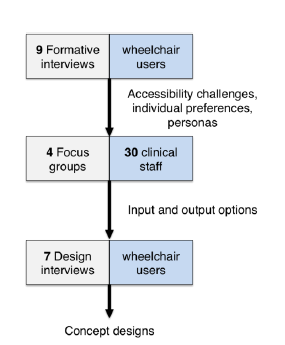 9 Formative interviews
wheelchair users
Accessibility challenges,
individual preferences,
personas
4 Focus groups
30 clinical staff
Input and output options
7 Design interviews
wheelchair users
Concept designs